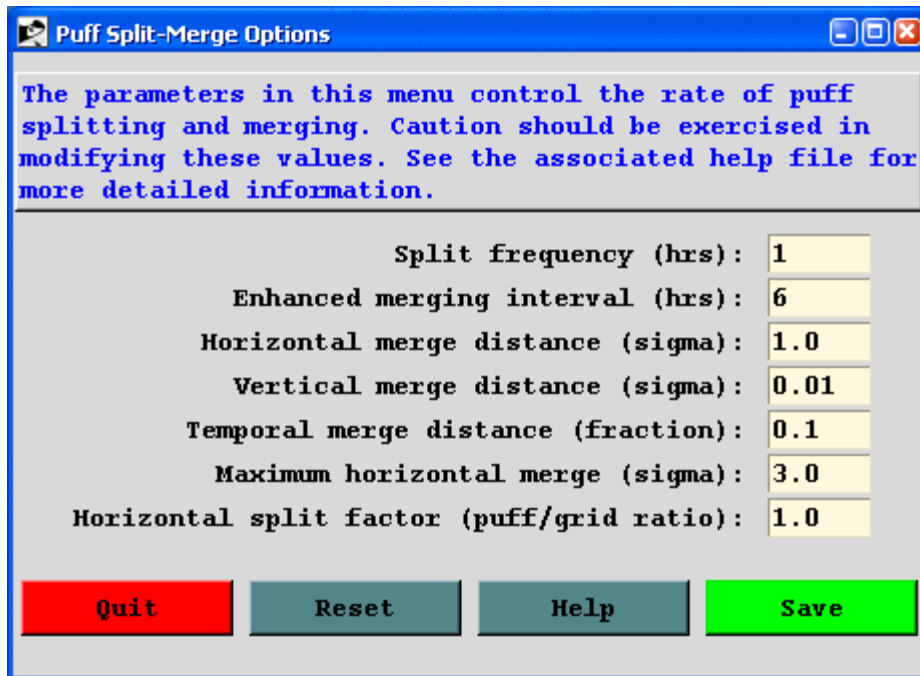 Puff Split-Merge Options
The parameters in this menu control the rate of puff
splitting and merging. Caution should be exercised in
modifying these values. See the associated help file for
more detailed information.
Split frequency (hrs): 1
Enhanced merging interval (hrs): 6
Horizontal merge distance (sigma): 1.0
Vertical merge distance (sigma): 0.01
Temporal merge distance (fraction): 0.1
Maximum horizontal merge (sigma): 3.0
Horizontal split factor (puff/grid ratio): 1.0
Quit Reset Help Save